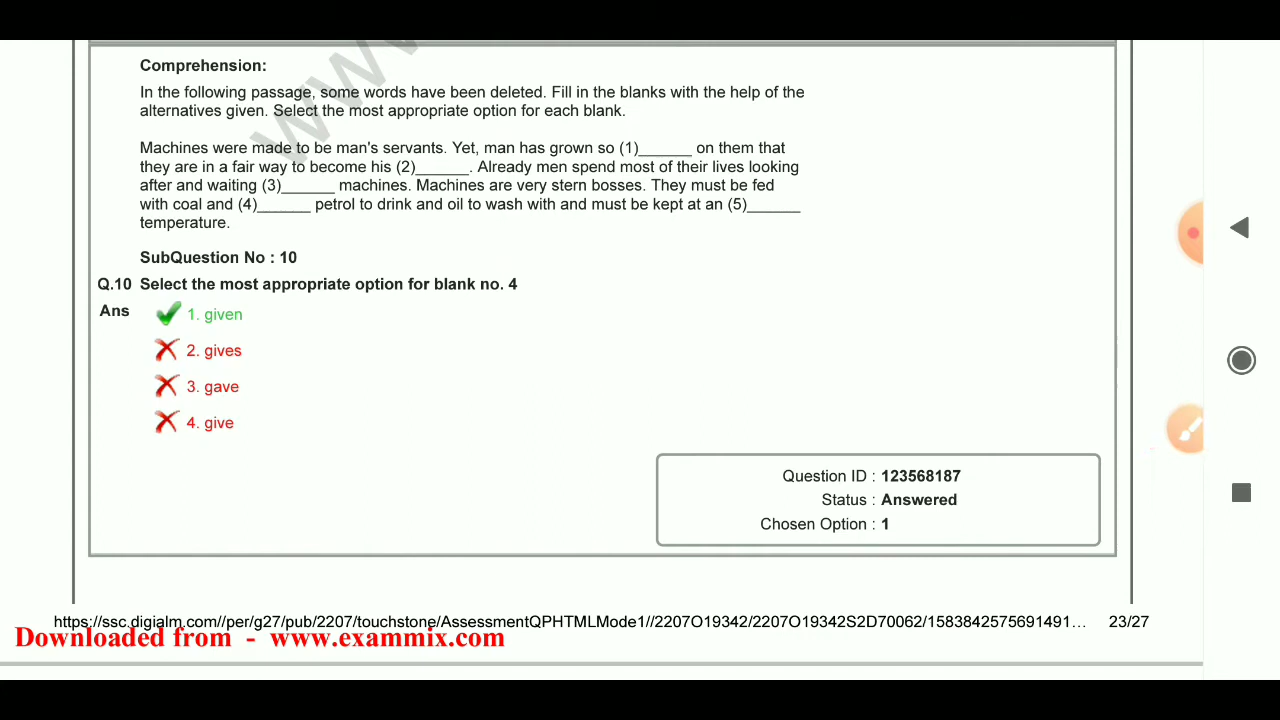 Comprehension:
In the following passage, some words have been deleted. Fill in the blanks with the help of the
alternatives given. Select the most appropriate option for each blank.
Machines were made to be man's servants. Yet, man has grown so (1)______ on them that
they are in a fair way to become his (2)______. Already men spend most of their lives looking
after and waiting (3)______ machines. Machines are very stern bosses. They must be fed
with coal and (4)______ petrol to drink and oil to wash with and must be kept at an (5)______
temperature.
SubQuestion No : 10
Q.10 Select the most appropriate option for blank no. 4
Ans 1. given
2. gives
3. gave
4. give
Question ID : 123568187
Status : Answered
Chosen Option : 1
https://ssc.digialm.com//per/g27/pub/2207/touchstone/AssessmentQPHTMLMode1//2207O19342/2207O19342S2D70062/1583842575691491... 23/27
Downloaded from - www.exammix.com